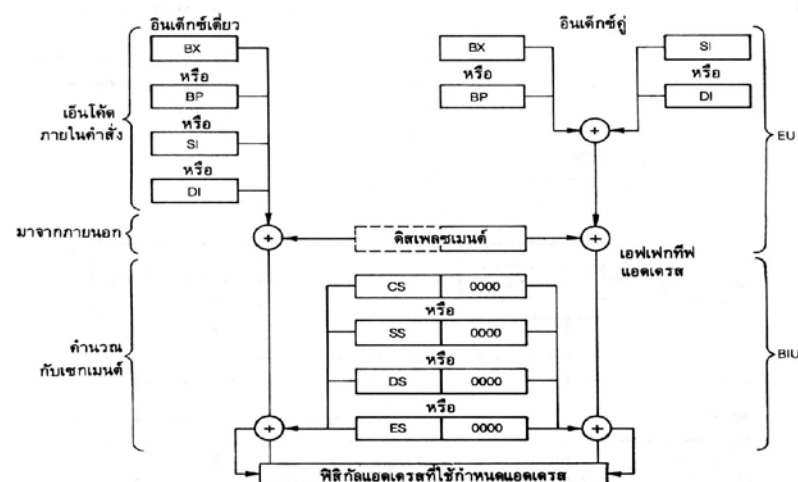 อินเด็กซ์เดี่ยว
BX
หรือ
BP
หรือ
SI
หรือ
DI
อินเด็กซ์คู่
BX
หรือ
BP
SI
หรือ
DI
เอ็นโค้ด
ภายในคำสั่ง
EU
มาจากภายนอก
ดิสเพลซเมนต์
เอฟเฟกทีฟ
แอดเดรส
CS 0000
หรือ
SS 0000
หรือ
DS 0000
หรือ
ES 0000
คำนวณ
กับเซกเมนต์
BIU
ฟิสิกัลแอดเดรสที่ใช้กำหนดแอดเดรส